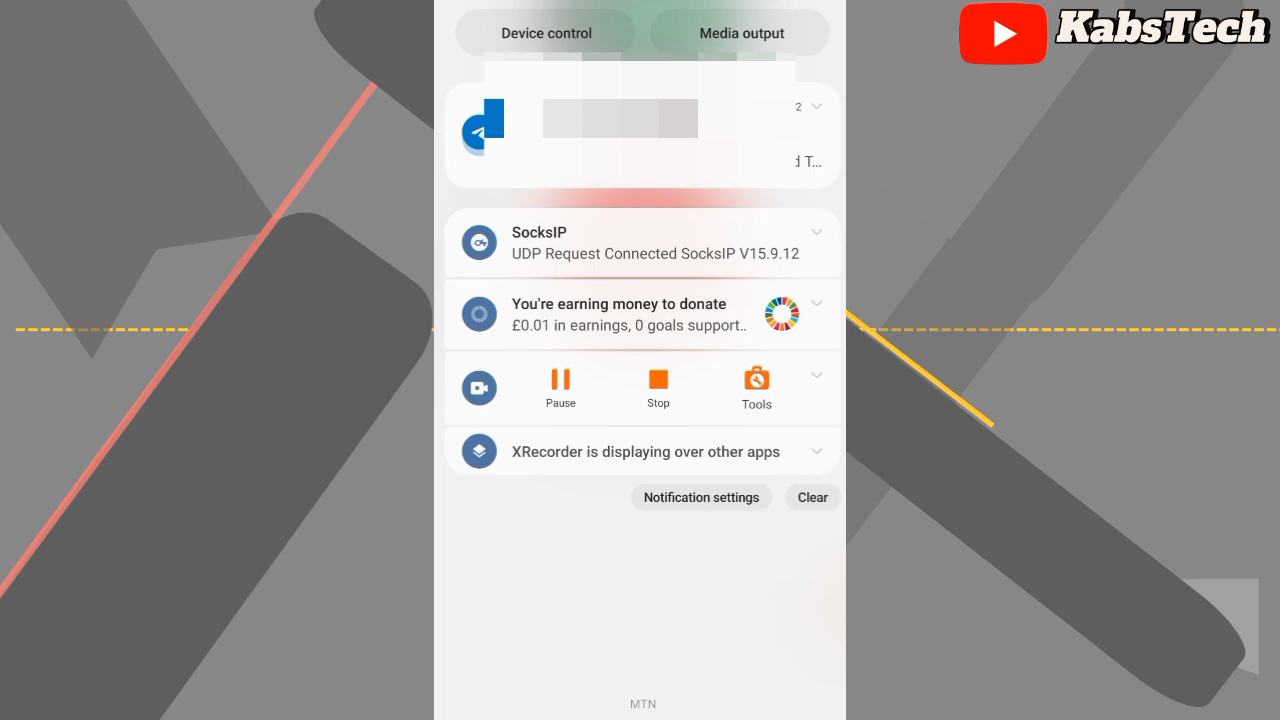 KabsTech
Device control
Media output
2
d T...
SocksIP
UDP Request Connected SocksIP V15.9.12
You're earning money to donate
£0.01 in earnings, 0 goals support..
Pause
Stop
Tools
XRecorder is displaying over other apps
Notification settings
Clear
MTN